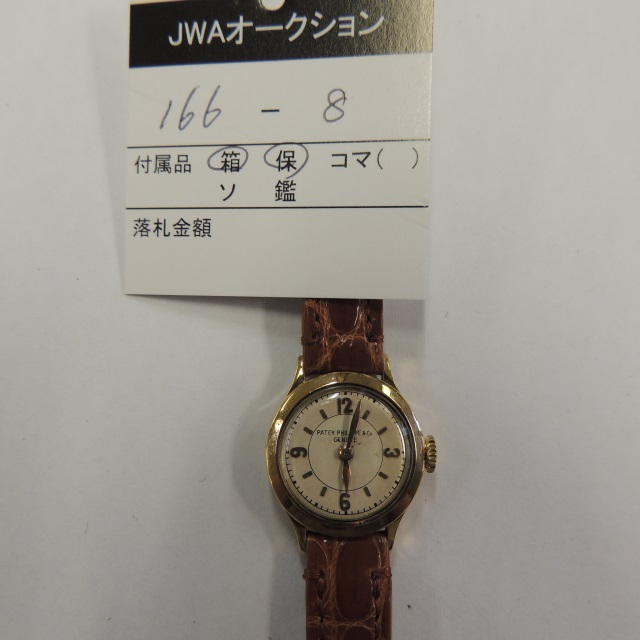 JWAオークション
166 - 8
付属品 箱 保 コマ( )
ソ 鑑
落札金額
12
PATEK PHILIPPE & Co
GENÈVE
9 3
6